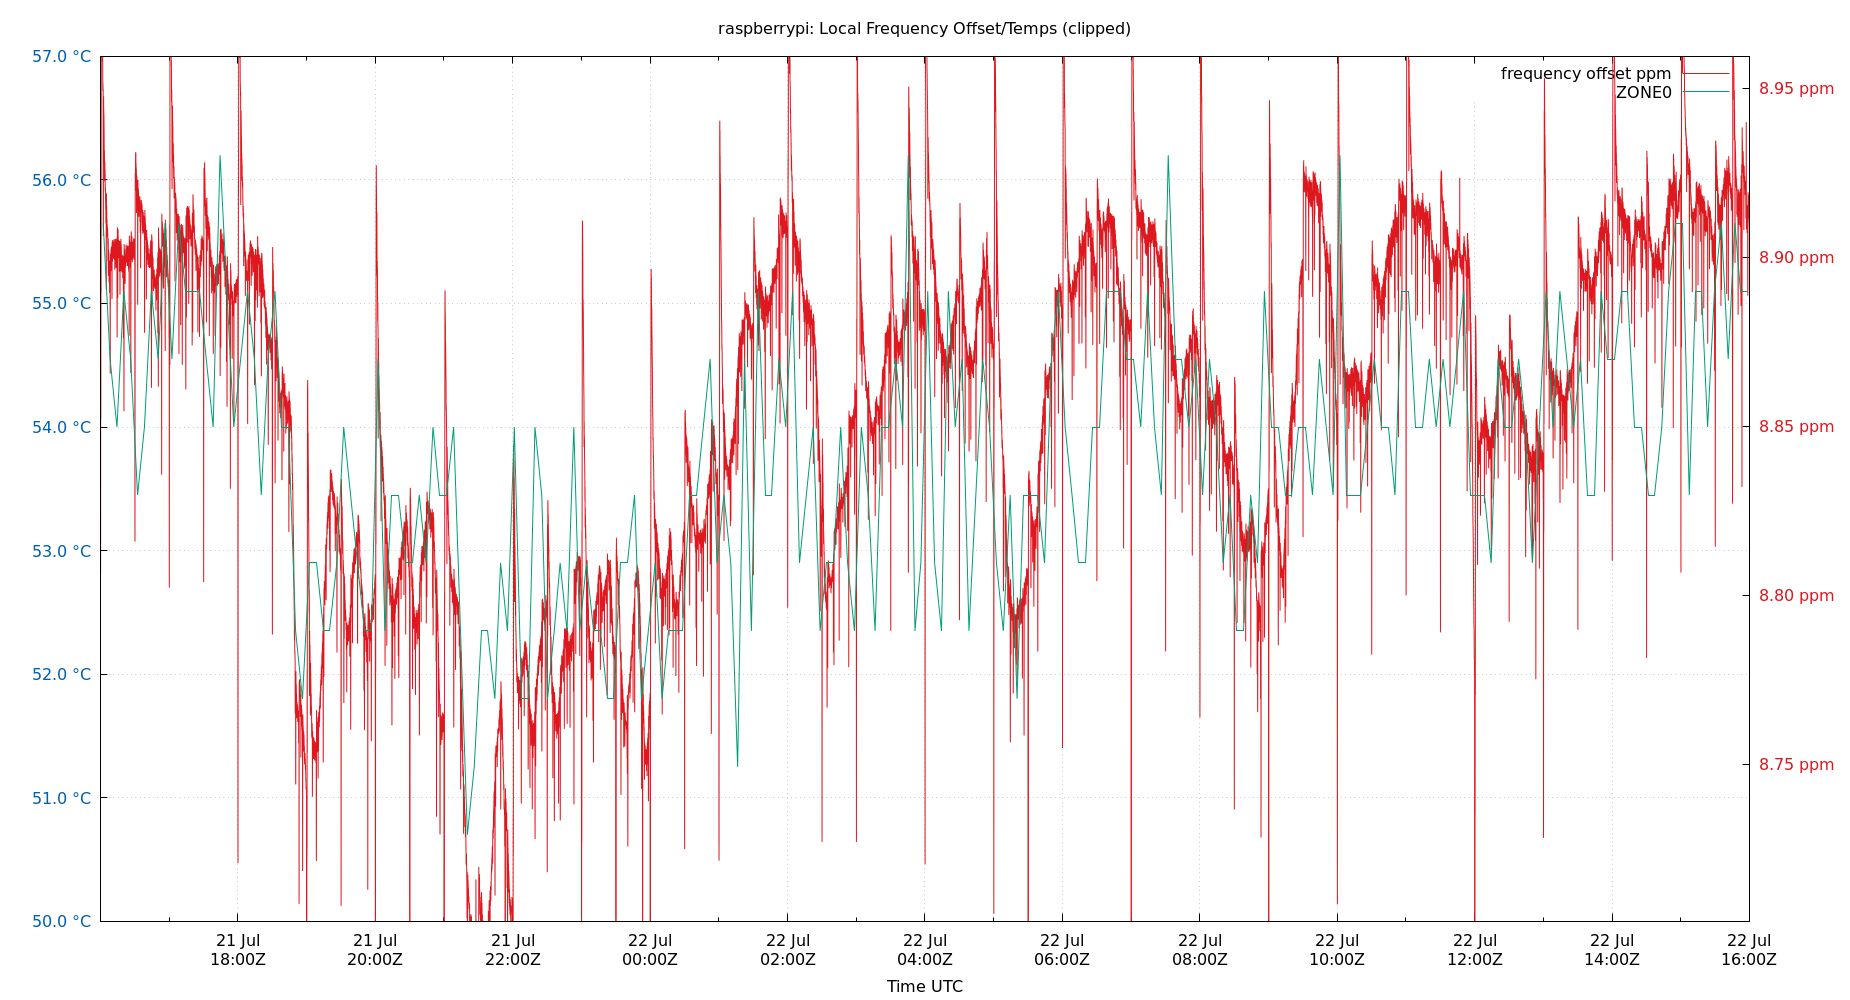 raspberrypi: Local Frequency Offset/Temps (clipped)
57.0 °C
56.0 °C
55.0 °C
54.0 °C
53.0 °C
52.0 °C
51.0 °C
50.0 °C
frequency offset ppm
ZONE0
8.95 ppm
8.90 ppm
8.85 ppm
8.80 ppm
8.75 ppm
21 Jul
18:00Z
21 Jul
20:00Z
21 Jul
22:00Z
22 Jul
00:00Z
22 Jul
02:00Z
22 Jul
04:00Z
22 Jul
06:00Z
22 Jul
08:00Z
22 Jul
10:00Z
22 Jul
12:00Z
22 Jul
14:00Z
22 Jul
16:00Z
Time UTC